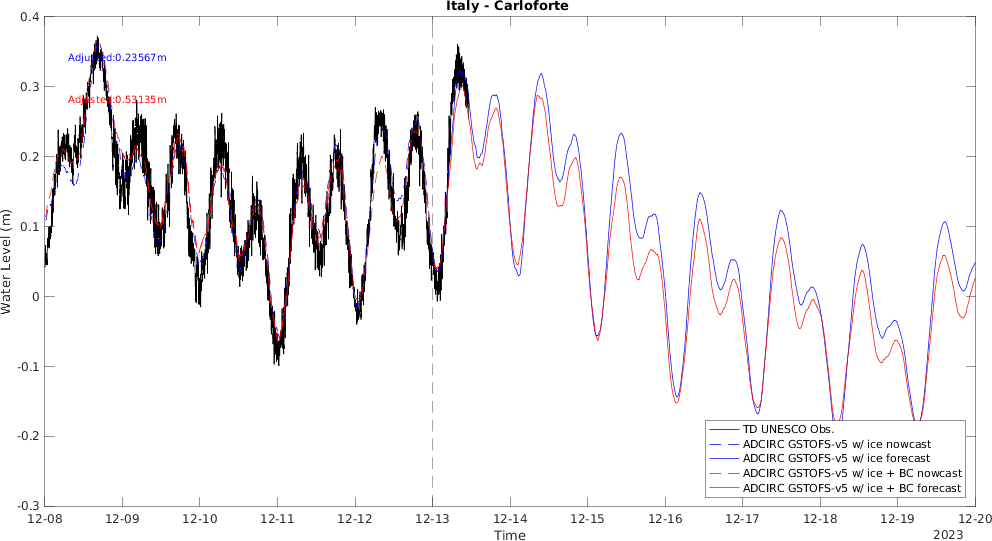 Italy - Carloforte
0.4
0.3
0.2
0.1
0
-0.1
-0.2
-0.3
Water Level (m)
Adjusted:0.23567m
Adjusted:0.53135m
TD UNESCO Obs.
ADCIRC GSTOFS-v5 w/ ice nowcast
ADCIRC GSTOFS-v5 w/ ice forecast
ADCIRC GSTOFS-v5 w/ ice + BC nowcast
ADCIRC GSTOFS-v5 w/ ice + BC forecast
12-08 12-09 12-10 12-11 12-12 12-13 12-14 12-15 12-16 12-17 12-18 12-19 12-20
Time
2023